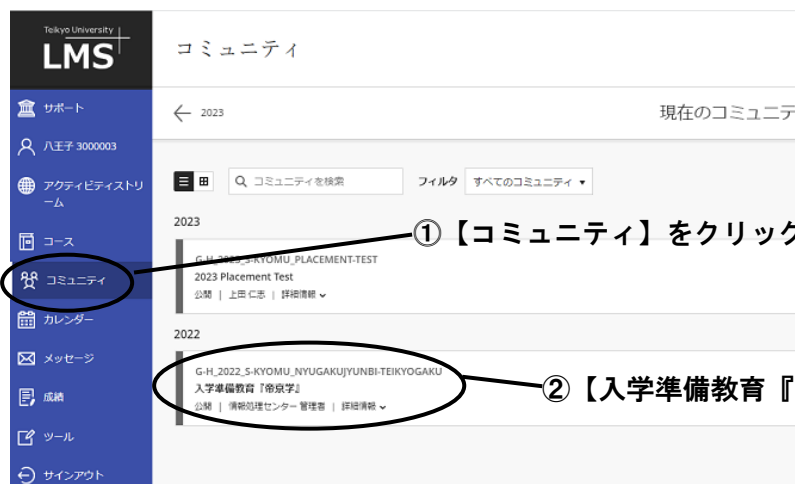 Teikyo University
LMS
コミュニティ
サポート
← 2023
現在のコミュニテ
八王子 3000003
アクティビティストリ
ーム
コミュニティを検索
フィルタ
すべてのコミュニティ
2023
コース
①【コミュニティ】をクリック
G-H_2023_S-KYOMU_PLACEMENT-TEST
2023 Placement Test
公開 | 上田 仁志 | 詳細情報
コミュニティ
カレンダー
2022
メッセージ
G-H_2022_S-KYOMU_NYUGAKUJYUNBI-TEIKYOGAKU
入学準備教育『帝京学』
公開 | 情報処理センター 管理者 | 詳細情報
②【入学準備教育『
成績
ツール
サインアウト